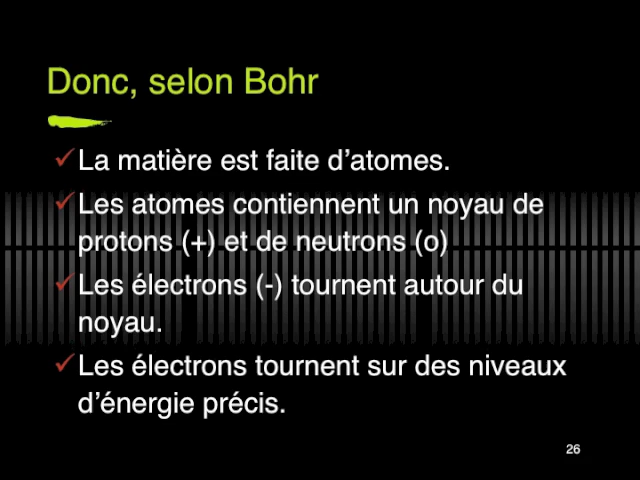 Donc, selon Bohr
✓La matière est faite d’atomes.
✓Les atomes contiennent un noyau de
protons (+) et de neutrons (o)
✓Les électrons (-) tournent autour du
noyau.
✓Les électrons tournent sur des niveaux
d’énergie précis.
26